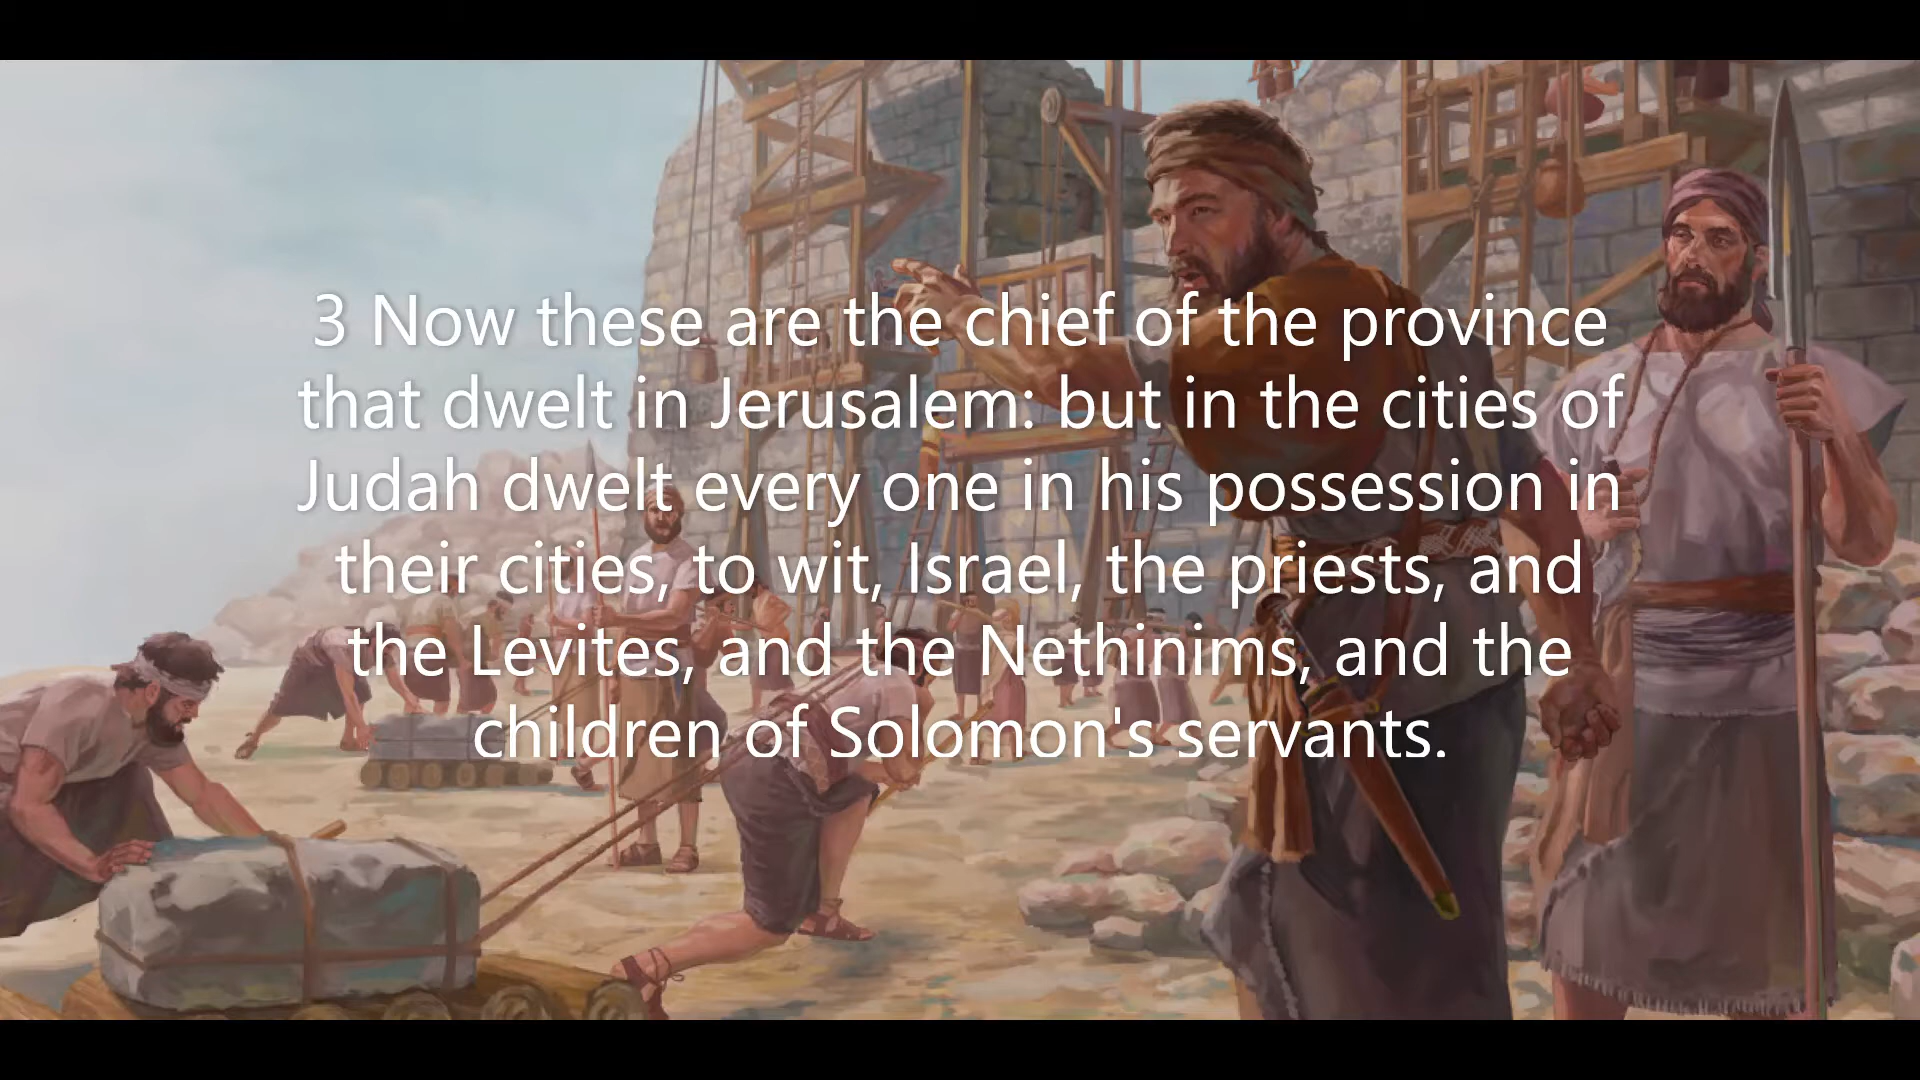 3 Now these are the chief of the province
that dwelt in Jerusalem: but in the cities of
Judah dwelt every one in his possession in
their cities, to wit, Israel, the priests, and
the Levites, and the Nethinims, and the
children of Solomon's servants.